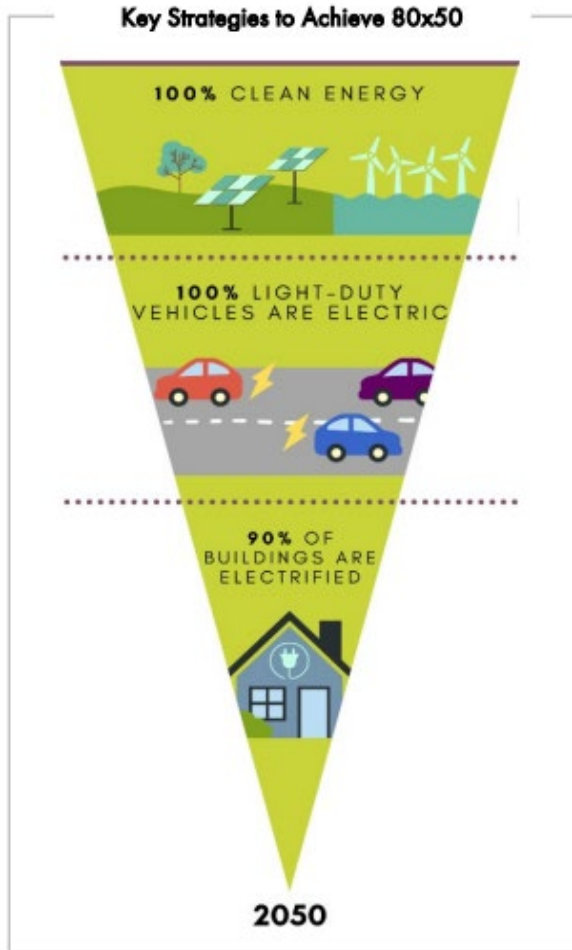 Key Strategies to Achieve 80x50
100% CLEAN ENERGY
100% LIGHT-DUTY
VEHICLES ARE ELECTRIC
90% OF
BUILDINGS ARE
ELECTRIFIED
2050